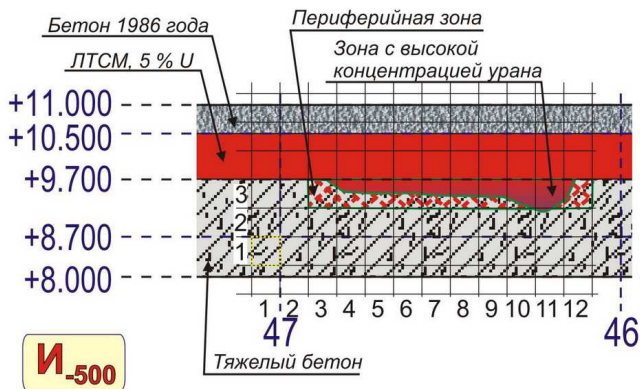 Бетон 1986 года
Периферийная зона
ЛТСМ, 5 % U
Зона с высокой
концентрацией урана
+11.000
+10.500
+9.700
3
2
+8.700
1
+8.000
1 2 3 4 5 6 7 8 9 10 11 12
47
46
Тяжелый бетон
И-500